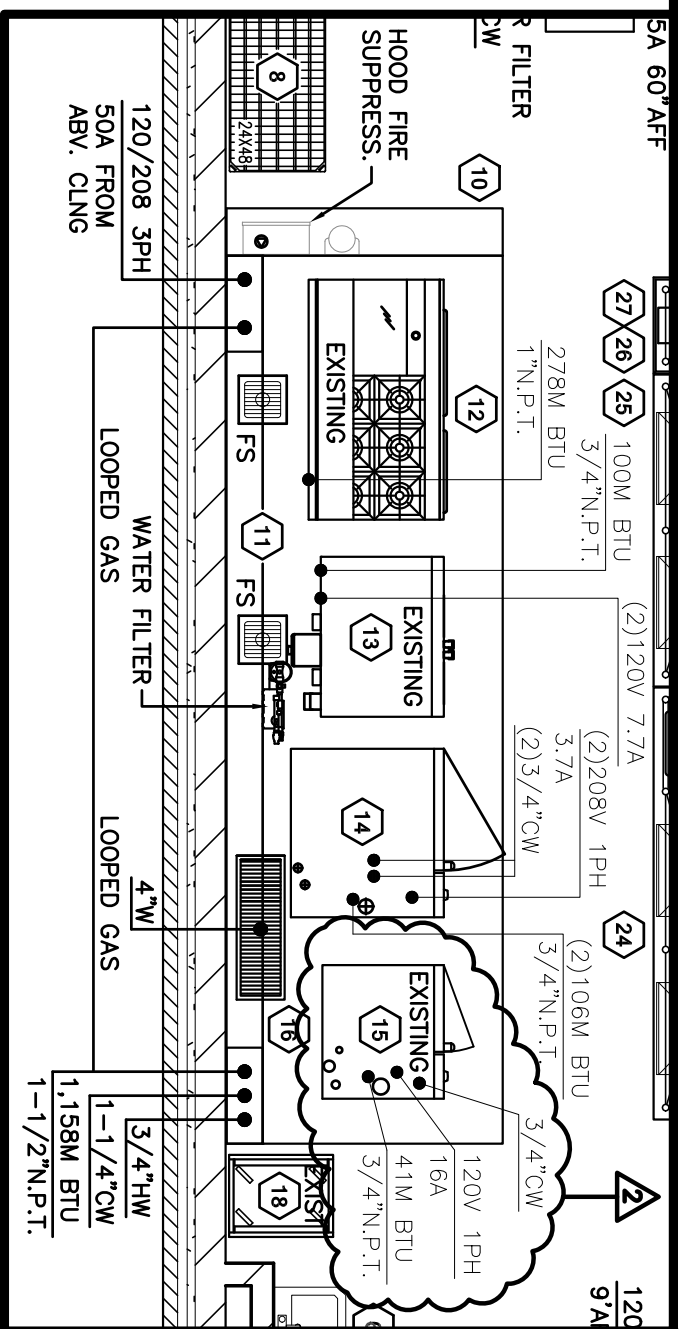 5A 60"AFF
R FILTER
CW
HOOD FIRE
SUPPRESS.
8
24X48
10
120/208 3PH
50A FROM
ABV. CLNG
27
26
25
12
278M BTU
1"N.P.T.
EXISTING
FS
100M BTU
3/4"N.P.T.
11
LOOPED GAS
WATER FILTER
FS
13
EXISTING
(2)120V 7.7A
(2)208V 1PH
3.7A
(2)3/4"CW
14
24
(2)106M BTU
3/4"N.P.T.
4"W
LOOPED GAS
16
15
EXISTING
3/4"CW
120V 1PH
16A
41M BTU
3/4"N.P.T.
2
3/4"HW
1-1/4"CW
1,158M BTU
1-1/2"N.P.T.
18
EXIST
120
9'A
6